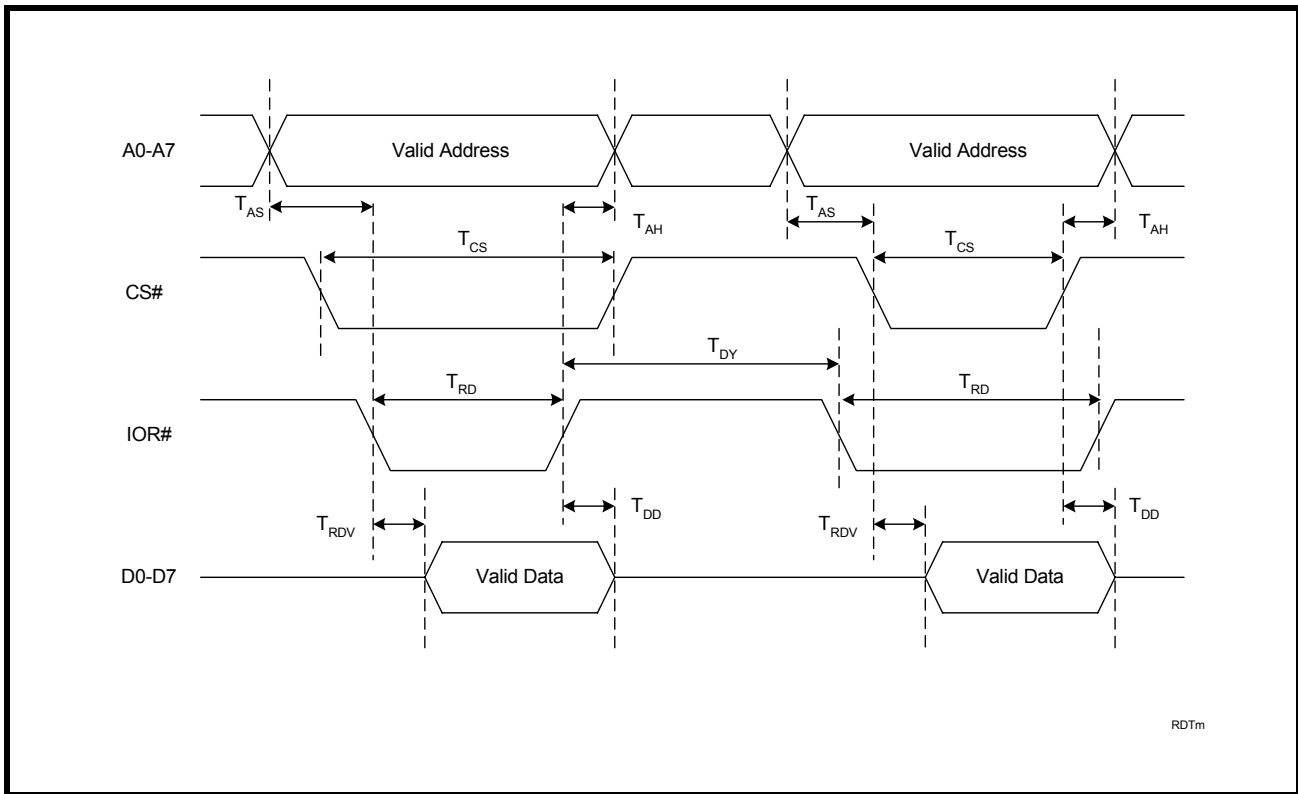 A0-A7
Valid Address
Valid Address
TAS
TAH
TAS
TAH
TCS
TCS
CS#
TDY
TRD
TRD
IOR#
TRDV
TDD
TRDV
TDD
D0-D7
Valid Data
Valid Data
RDTm